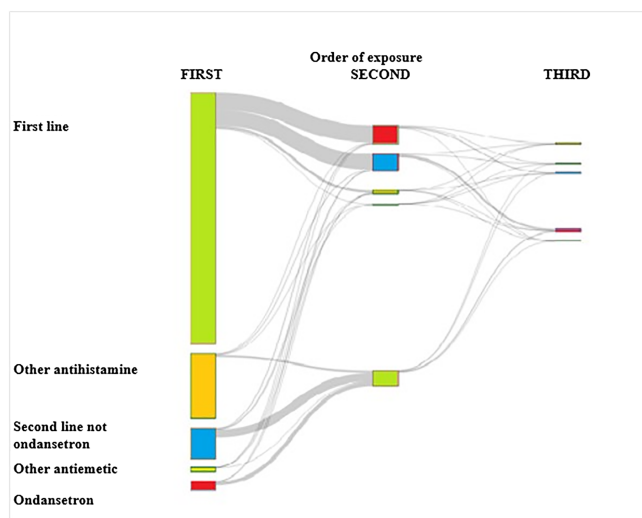 Order of exposure
FIRST SECOND THIRD
First line
Other antihistamine
Second line not
ondansetron
Other antiemetic
Ondansetron